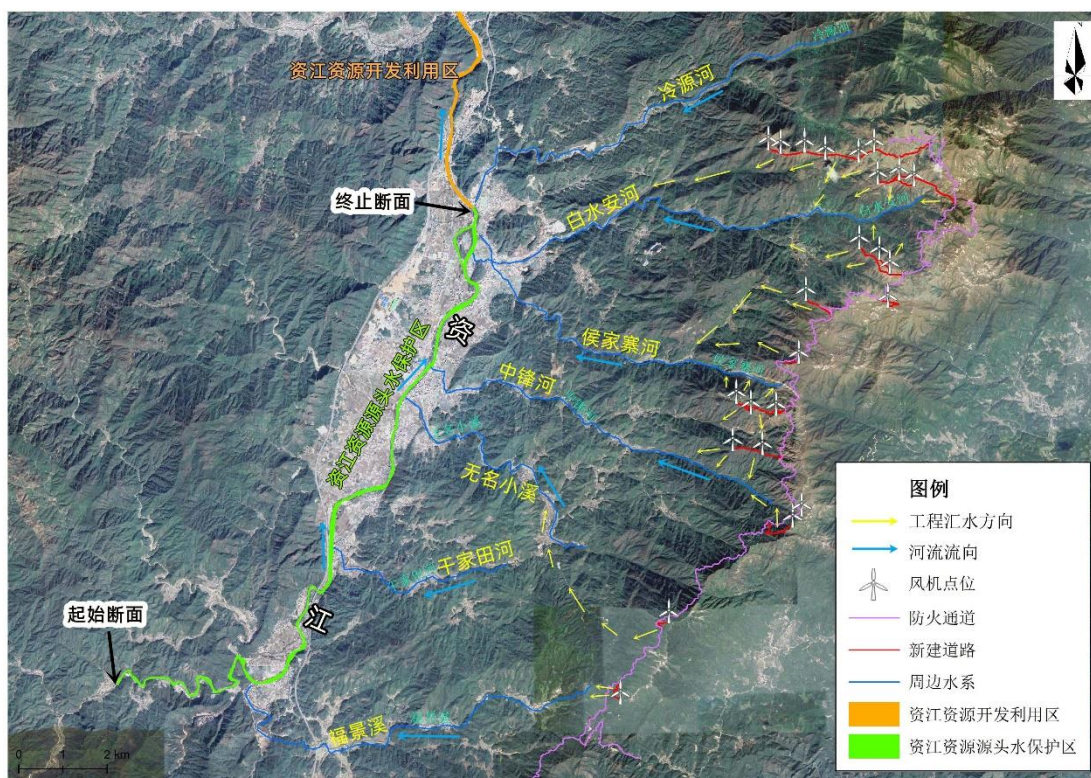 资江资源开发利用区
冷源河
终止断面
白水安河
资
侯家寨河
中锋河
资江资源源头水保护区
无名小溪
干家田河
起始断面
江
福景溪
0 1 2 km
图例
工程汇水方向
河流流向
风机点位
防火通道
新建道路
周边水系
资江资源开发利用区
资江资源源头水保护区